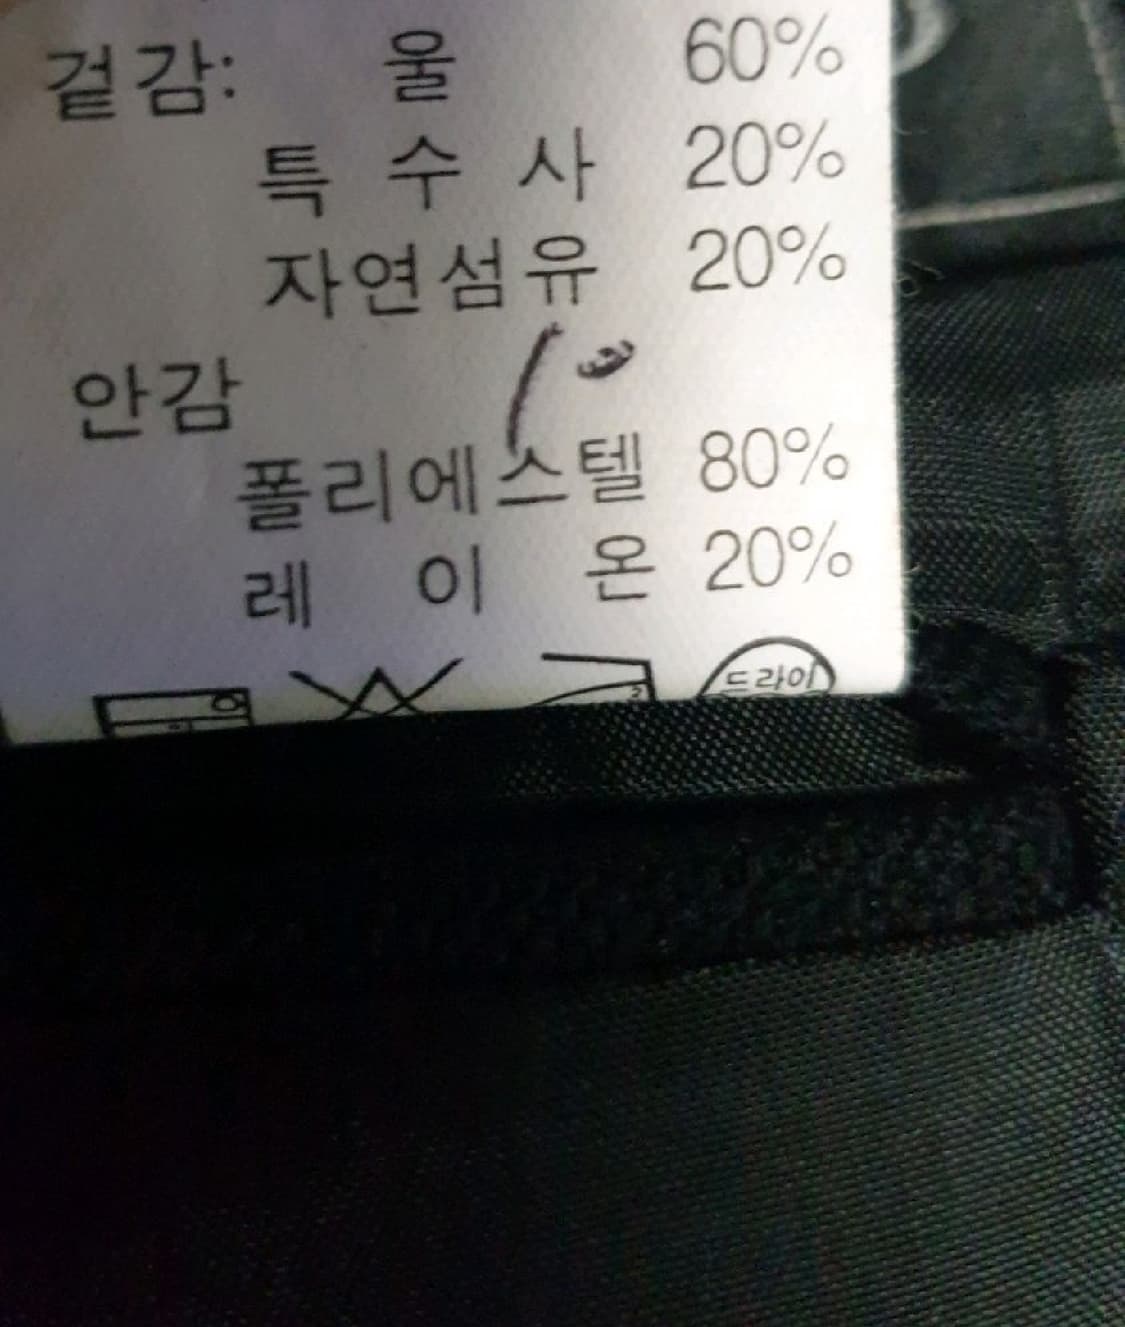 겉감: 울 60%
특 수 사 20%
자연섬유 20%
안감
폴리에스텔 80%
레 이 온 20%
드라이